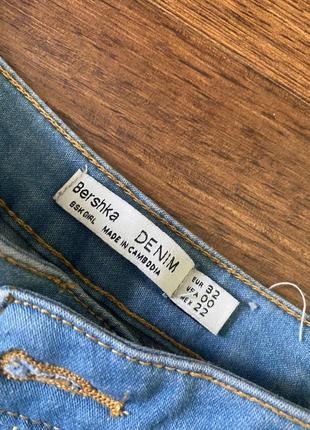 Bershka DENIM
BSK GIRL MADE IN CAMBODIA
EUR 32
USA 00
MEX 22